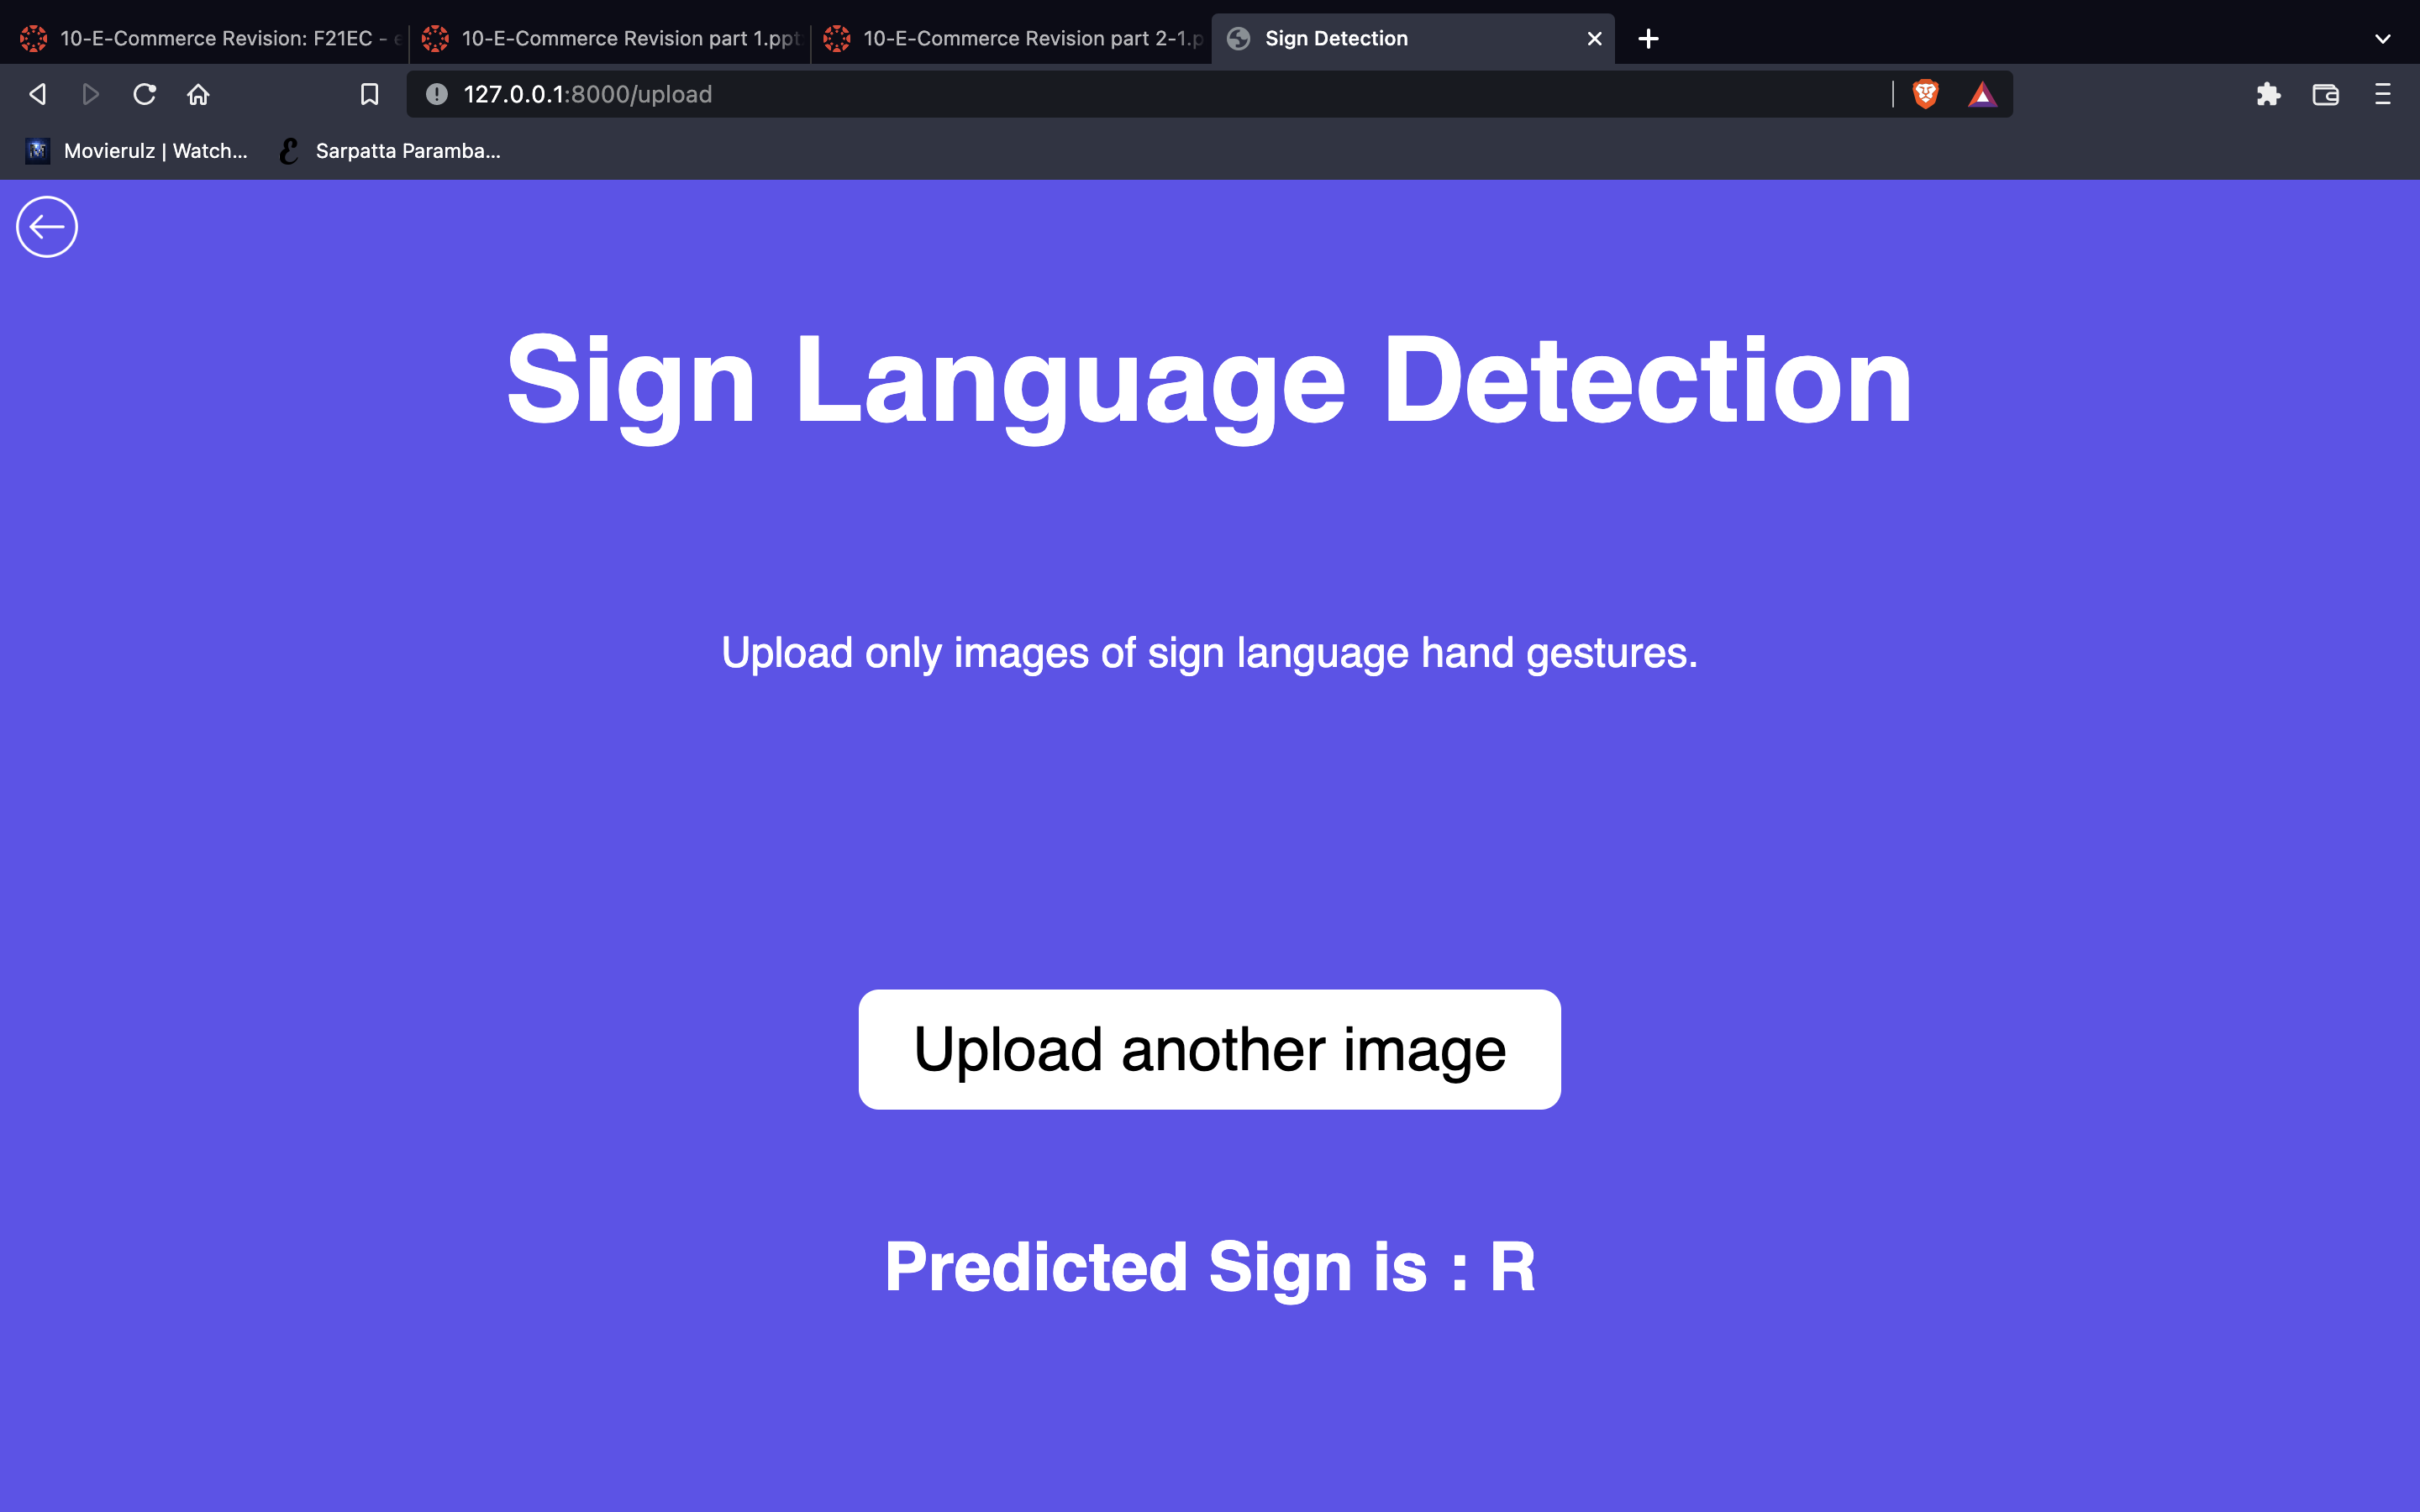 10-E-Commerce Revision: F21EC -
10-E-Commerce Revision part 1.ppt
10-E-Commerce Revision part 2-1.p
Sign Detection
127.0.0.1:8000/upload
Movierulz | Watch...
Sarpatta Paramba...
Sign Language Detection
Upload only images of sign language hand gestures.
Upload another image
Predicted Sign is : R